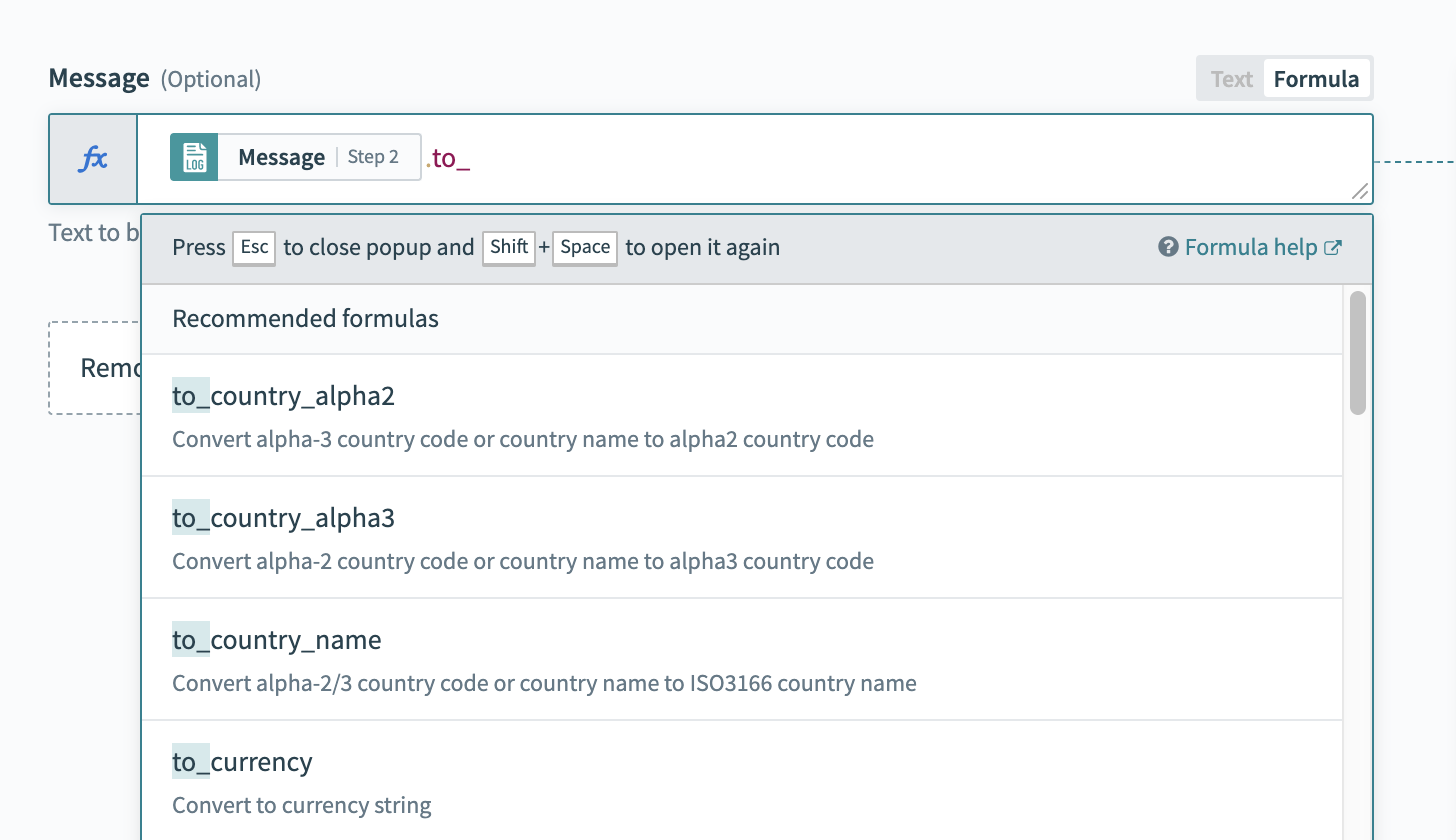 Message (Optional)
Text Formula
fx LOG Message Step 2 .to_
Text to b
Press Esc to close popup and Shift + Space to open it again ? Formula help
Recommended formulas
to_country_alpha2
Convert alpha-3 country code or country name to alpha2 country code
to_country_alpha3
Convert alpha-2 country code or country name to alpha3 country code
to_country_name
Convert alpha-2/3 country code or country name to ISO3166 country name
to_currency
Convert to currency string
Remo